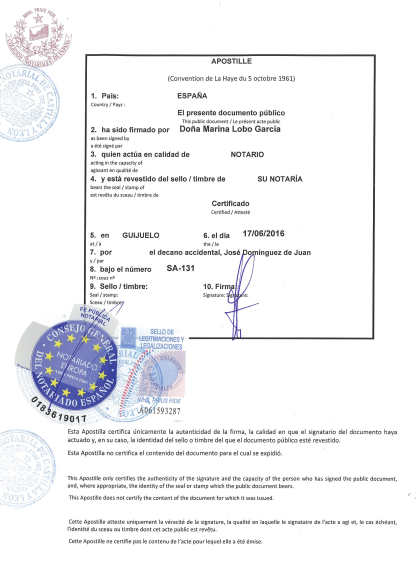 NIHIL PRIUS FIDE
NOTARIAL DE CASTILLA Y LEÓN
APOSTILLE
(Convention de La Haye du 5 octobre 1961)
1. País: ESPAÑA
Country / Pays :
El presente documento público
This public document / Le présent acte public
2. ha sido firmado por Doña Marina Lobo García
as been signed by
a été signé par
3. quien actúa en calidad de NOTARIO
acting in the capacity of
agissant en qualité de
4. y está revestido del sello / timbre de SU NOTARÍA
bears the seal / stamp of
est revêtu du sceau / timbre de
Certificado
Certified / Attesté
5. en GUIJUELO 6. el día 17/06/2016
at / à the / le
7. por el decano accidental, José Domínguez de Juan
y / par
8. bajo el número SA-131
Nº sous nº
9. Sello / timbre: 10. Firma:
Seal / stamp: Signature: Signature:
Sceau / timbre:
FE PÚBLICA NOTARIAL
SELLO DE
LEGITIMACIONES Y
LEGALIZACIONES
CONSEJO GENERAL DEL NOTARIADO ESPAÑOL
NOTARIADO
EUROPA
NIHIL PRIUS FIDE
A061593287
0183619017
Esta Apostilla certifica únicamente la autenticidad de la firma, la calidad en que el signatario del documento haya
actuado y, en su caso, la identidad del sello o timbre del que el documento público esté revestido.
Esta Apostilla no certifica el contenido del documento para el cual se expidió.
This Apostille only certifies the authenticity of the signature and the capacity of the person who has signed the public document,
and, where appropriate, the identity of the seal or stamp which the public document bears.
This Apostille does not certify the content of the document for which it was issued.
Cette Apostille atteste uniquement la véracité de la signature, la qualité en laquelle le signataire de l'acte a agi et, le cas échéant,
l'identité du sceau ou timbre dont cet acte public est revêtu.
Cette Apostille ne certifie pas le contenu de l'acte pour lequel elle a été émise.